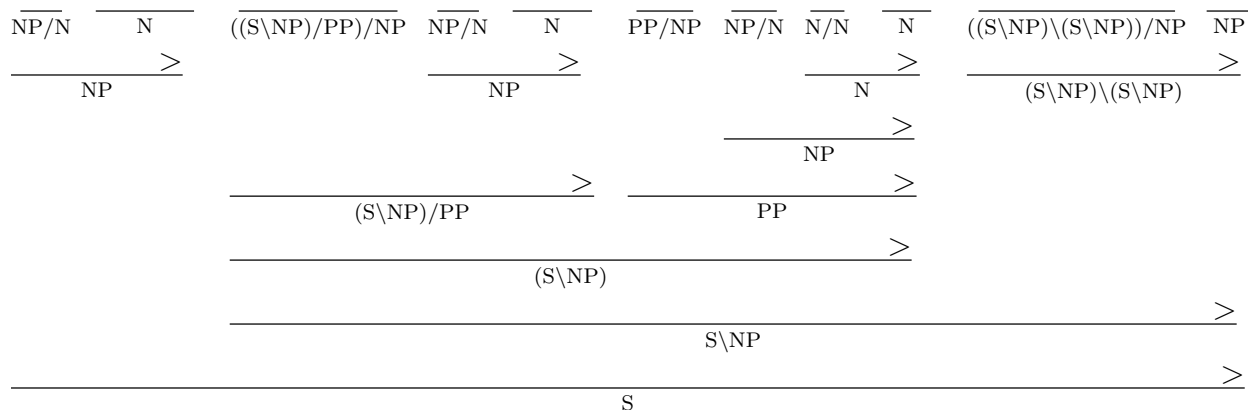 NP/N N ((S\NP)/PP)/NP NP/N N PP/NP NP/N N/N N ((S\NP)\(S\NP))/NP NP
> > > >
NP NP N (S\NP)\(S\NP)
>
NP
> >
(S\NP)/PP PP
>
(S\NP)
>
S\NP
>
S